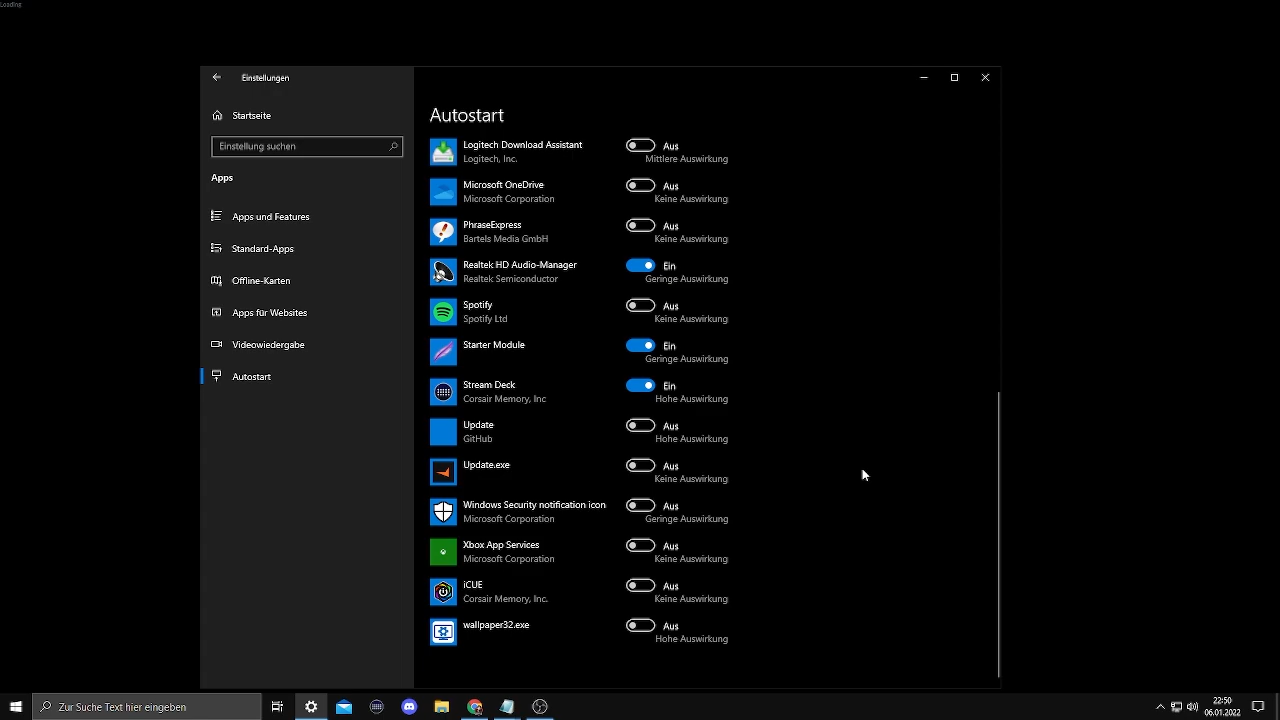 Loading
Einstellungen
Startseite
Einstellung suchen
Apps
Apps und Features
Standard-Apps
Offline-Karten
Apps für Websites
Videowiedergabe
Autostart
Autostart
Logitech Download Assistant
Aus
Logitech, Inc.
Mittlere Auswirkung
Microsoft OneDrive
Aus
Microsoft Corporation
Keine Auswirkung
PhraseExpress
Aus
Bartels Media GmbH
Keine Auswirkung
Realtek HD Audio-Manager
Ein
Realtek Semiconductor
Geringe Auswirkung
Spotify
Aus
Spotify Ltd
Keine Auswirkung
Starter Module
Ein
Geringe Auswirkung
Stream Deck
Ein
Corsair Memory, Inc
Hohe Auswirkung
Update
Aus
GitHub
Hohe Auswirkung
Update.exe
Aus
Keine Auswirkung
Windows Security notification icon
Aus
Microsoft Corporation
Geringe Auswirkung
Xbox App Services
Aus
Microsoft Corporation
Keine Auswirkung
iCUE
Aus
Corsair Memory, Inc.
Keine Auswirkung
wallpaper32.exe
Aus
Hohe Auswirkung
Zur Suche Text hier eingeben
22:50
06.01.2022